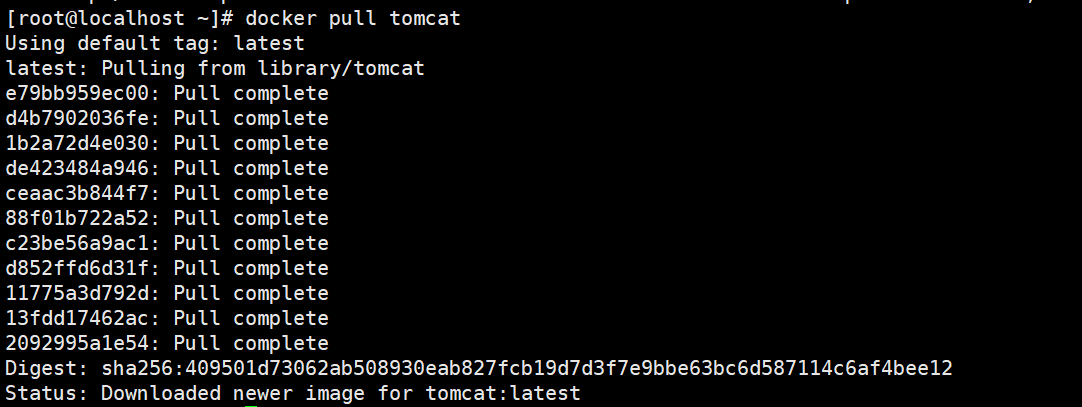 [root@localhost ~]# docker pull tomcat
Using default tag: latest
latest: Pulling from library/tomcat
e79bb959ec00: Pull complete
d4b7902036fe: Pull complete
1b2a72d4e030: Pull complete
de423484a946: Pull complete
ceaac3b844f7: Pull complete
88f01b722a52: Pull complete
c23be56a9ac1: Pull complete
d852ffd6d31f: Pull complete
11775a3d792d: Pull complete
13fdd17462ac: Pull complete
2092995a1e54: Pull complete
Digest: sha256:409501d73062ab508930eab827fcb19d7d3f7e9bbe63bc6d587114c6af4bee12
Status: Downloaded newer image for tomcat:latest